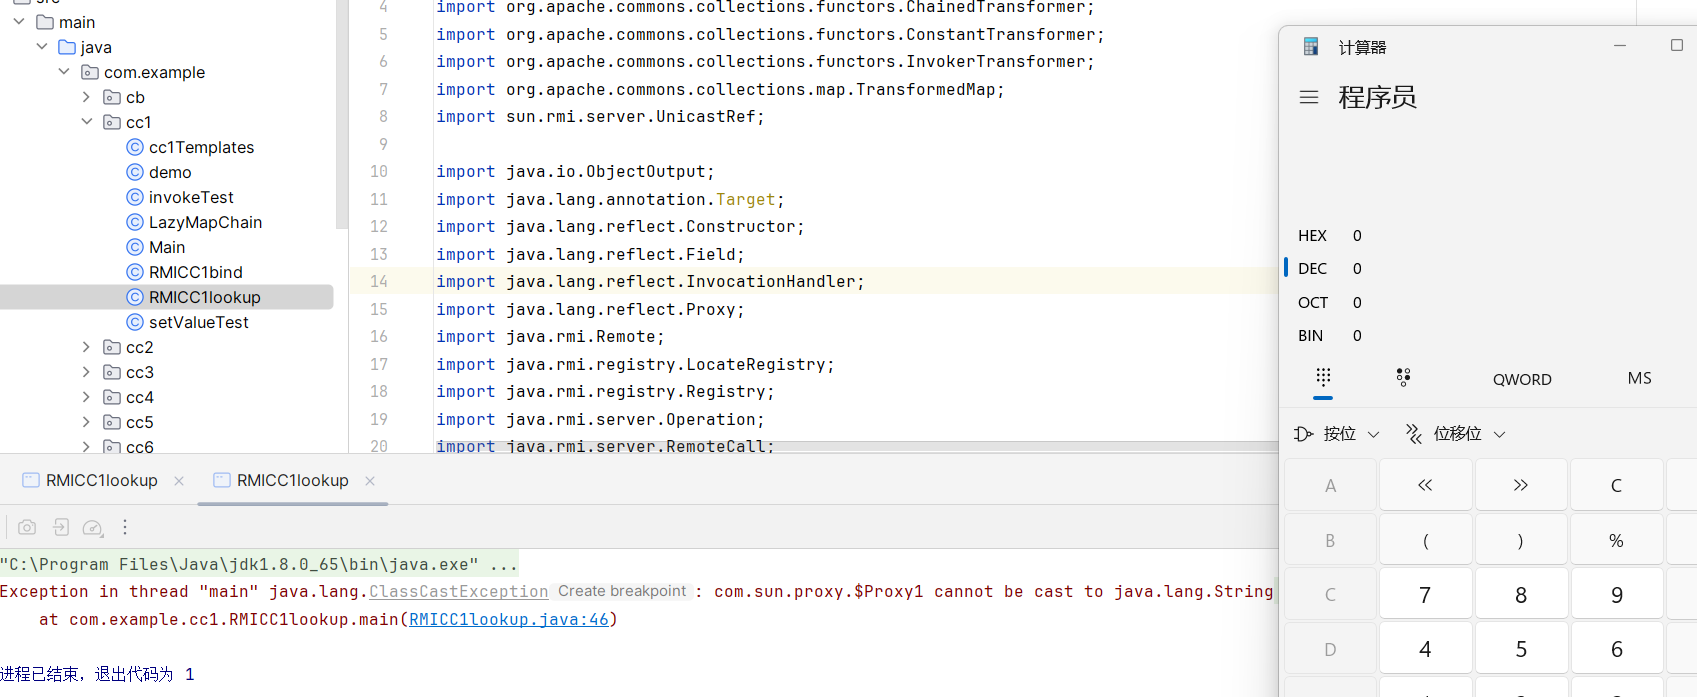 src
main
java
com.example
cb
cc1
cc1Templates
demo
invokeTest
LazyMapChain
Main
RMICC1bind
RMICC1lookup
setValueTest
cc2
cc3
cc4
cc5
cc6
4 import org.apache.commons.collections.functors.ChainedTransformer;
5 import org.apache.commons.collections.functors.ConstantTransformer;
6 import org.apache.commons.collections.functors.InvokerTransformer;
7 import org.apache.commons.collections.map.TransformedMap;
8 import sun.rmi.server.UnicastRef;
9
10 import java.io.ObjectOutput;
11 import java.lang.annotation.Target;
12 import java.lang.reflect.Constructor;
13 import java.lang.reflect.Field;
14 import java.lang.reflect.InvocationHandler;
15 import java.lang.reflect.Proxy;
16 import java.rmi.Remote;
17 import java.rmi.registry.LocateRegistry;
18 import java.rmi.registry.Registry;
19 import java.rmi.server.Operation;
20 import java.rmi.server.RemoteCall;
RMICC1lookup × RMICC1lookup ×
"C:\Program Files\Java\jdk1.8.0_65\bin\java.exe" ...
Exception in thread "main" java.lang.ClassCastException Create breakpoint : com.sun.proxy.$Proxy1 cannot be cast to java.lang.String
at com.example.cc1.RMICC1lookup.main(RMICC1lookup.java:46)
进程已结束，退出代码为 1
计算器
程序员
HEX 0
DEC 0
OCT 0
BIN 0
QWORD MS
按位 位移位
A « » C
B ( ) %
C 7 8 9
D 4 5 6